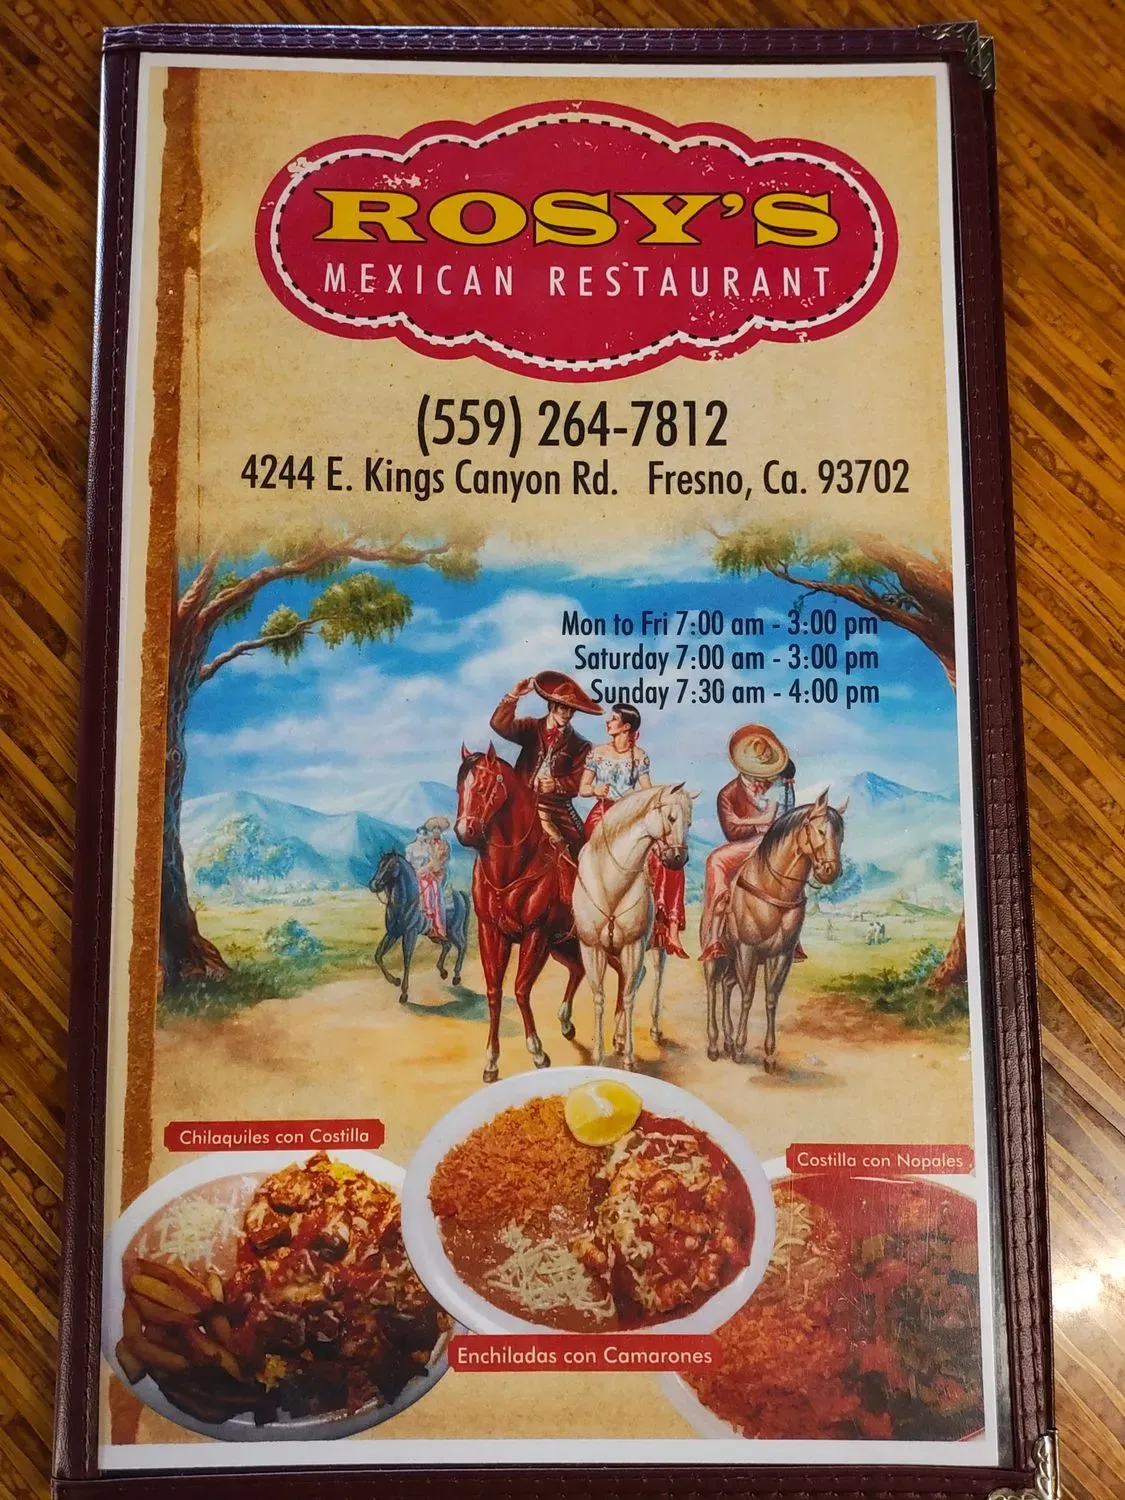 ROSY'S
MEXICAN RESTAURANT
(559) 264-7812
4244 E. Kings Canyon Rd. Fresno, Ca. 93702
Mon to Fri 7:00 am - 3:00 pm
Saturday 7:00 am - 3:00 pm
Sunday 7:30 am - 4:00 pm
Chilaquiles con Costilla
Costilla con Nopales
Enchiladas con Camarones